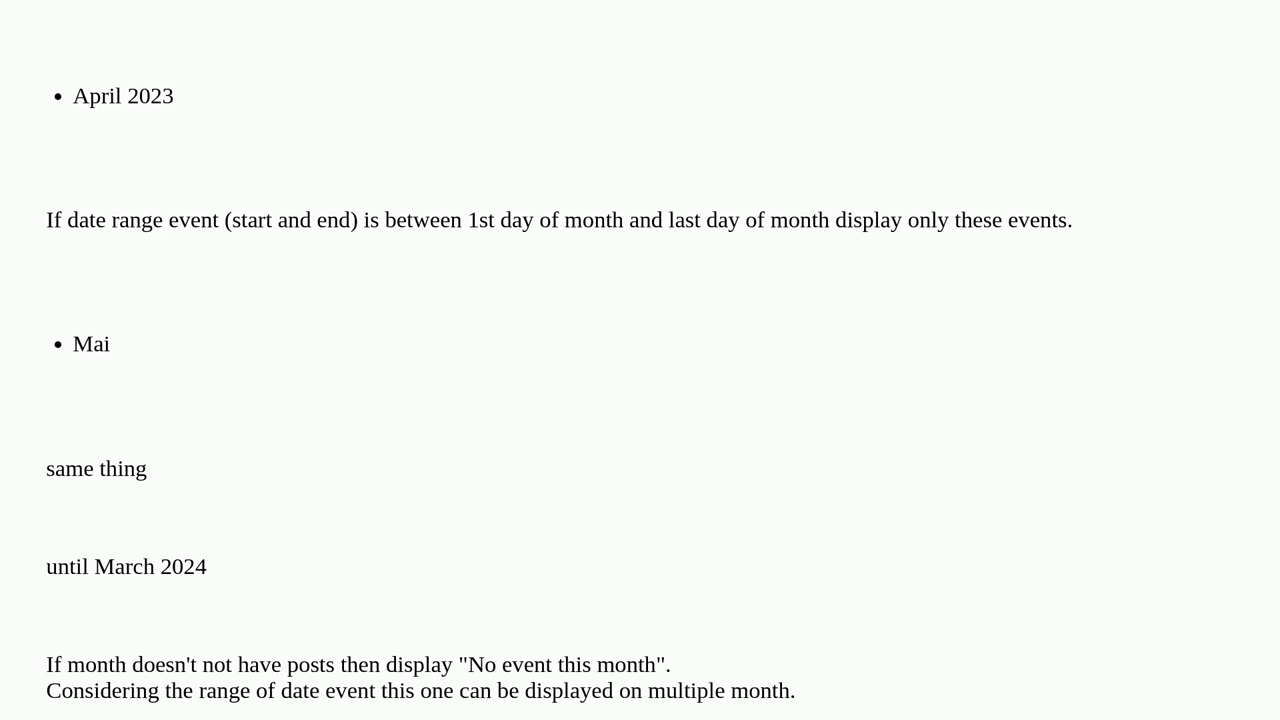 • April 2023
If date range event (start and end) is between 1st day of month and last day of month display only these events.
• Mai
same thing
until March 2024
If month doesn't not have posts then display "No event this month".
Considering the range of date event this one can be displayed on multiple month.